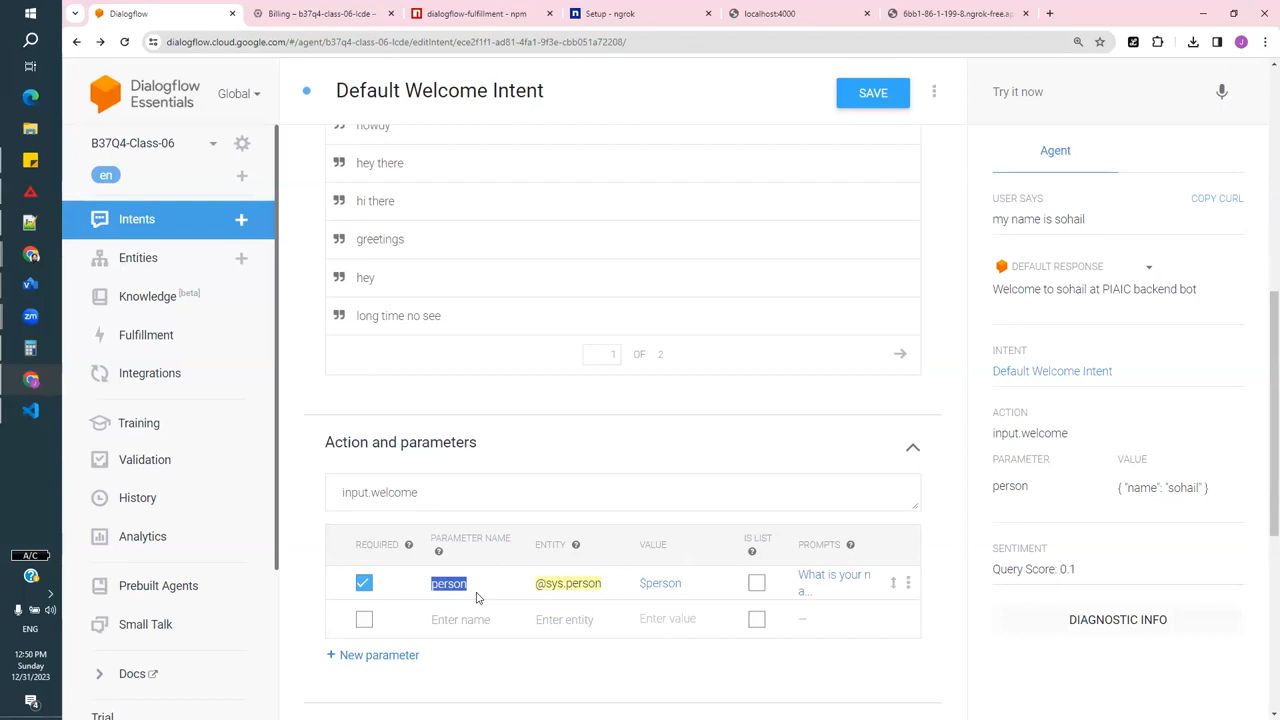 Dialogflow
Billing – b37q4-class-06-lcde –
dialogflow-fulfillment - npm
Setup - ngrok
localhost:4000
6bb1-86-1-199-8.ngrok-free.ap
dialogflow.cloud.google.com/#/agent/b37q4-class-06-lcde/editIntent/ece2f1f1-ad81-4fa1-9f3e-cbb051a72208/
J
Dialogflow
Essentials
Global
Default Welcome Intent
SAVE
Try it now
B37Q4-Class-06
en
Intents
Entities
Knowledge [beta]
Fulfillment
Integrations
Training
Validation
History
Analytics
Prebuilt Agents
Small Talk
Docs
Trial
howdy
hey there
hi there
greetings
hey
long time no see
1 OF 2
Action and parameters
input.welcome
REQUIRED PARAMETER NAME ENTITY VALUE IS LIST PROMPTS
person @sys.person $person What is your n
a...
Enter name Enter entity Enter value –
+ New parameter
Agent
USER SAYS COPY CURL
my name is sohail
DEFAULT RESPONSE
Welcome to sohail at PIAIC backend bot
INTENT
Default Welcome Intent
ACTION
input.welcome
PARAMETER VALUE
person { "name": "sohail" }
SENTIMENT
Query Score: 0.1
DIAGNOSTIC INFO
A/C
ENG
12:50 PM
Sunday
12/31/2023
4